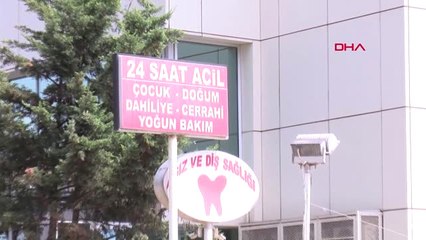 DHA
24 SAAT ACİL
ÇOCUK - DOĞUM
DAHİLİYE - CERRAHİ
YOĞUN BAKIM
VE DİŞ SAĞLIĞI